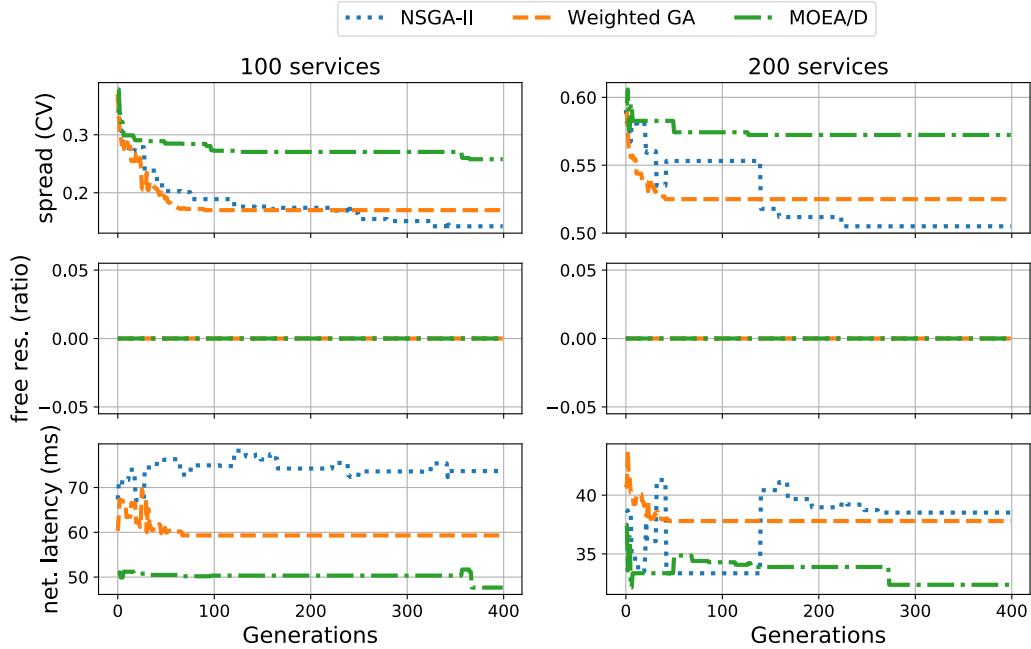 NSGA-II Weighted GA MOEA/D
100 services 200 services
spread (CV)
0.3
0.2
0.60
0.55
0.50
free res. (ratio)
0.05
0.00
−0.05
0.05
0.00
−0.05
net. latency (ms)
70
60
50
40
35
0 100 200 300 400
0 100 200 300 400
Generations Generations